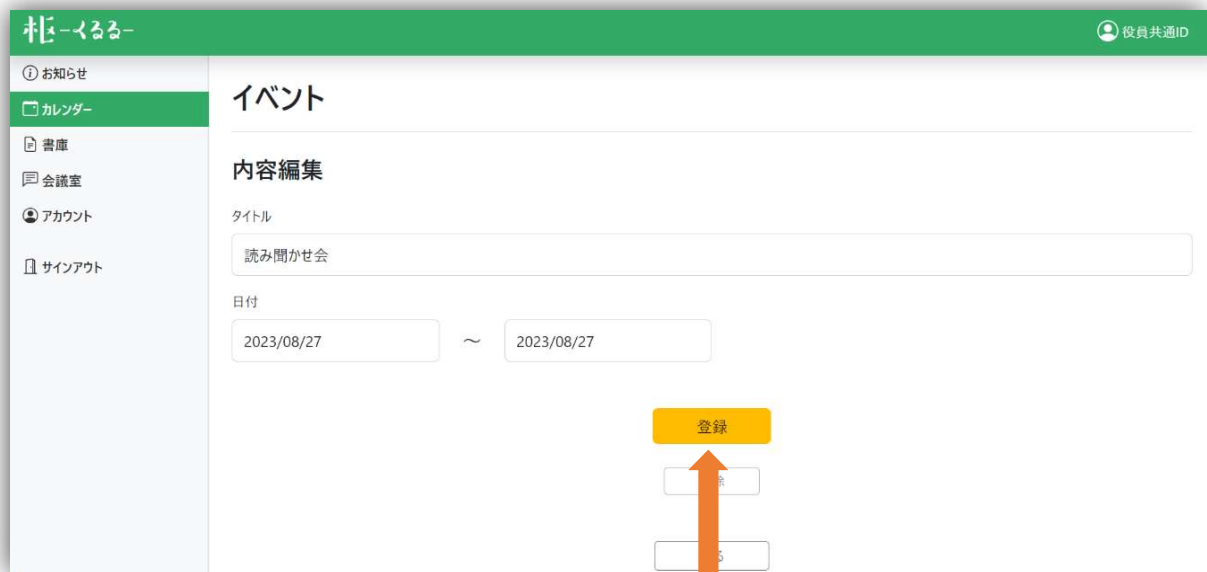 枢-くるる-
役員共通ID
お知らせ
カレンダー
書庫
会議室
アカウント
サインアウト
イベント
内容編集
タイトル
読み聞かせ会
日付
2023/08/27 ～ 2023/08/27
登録